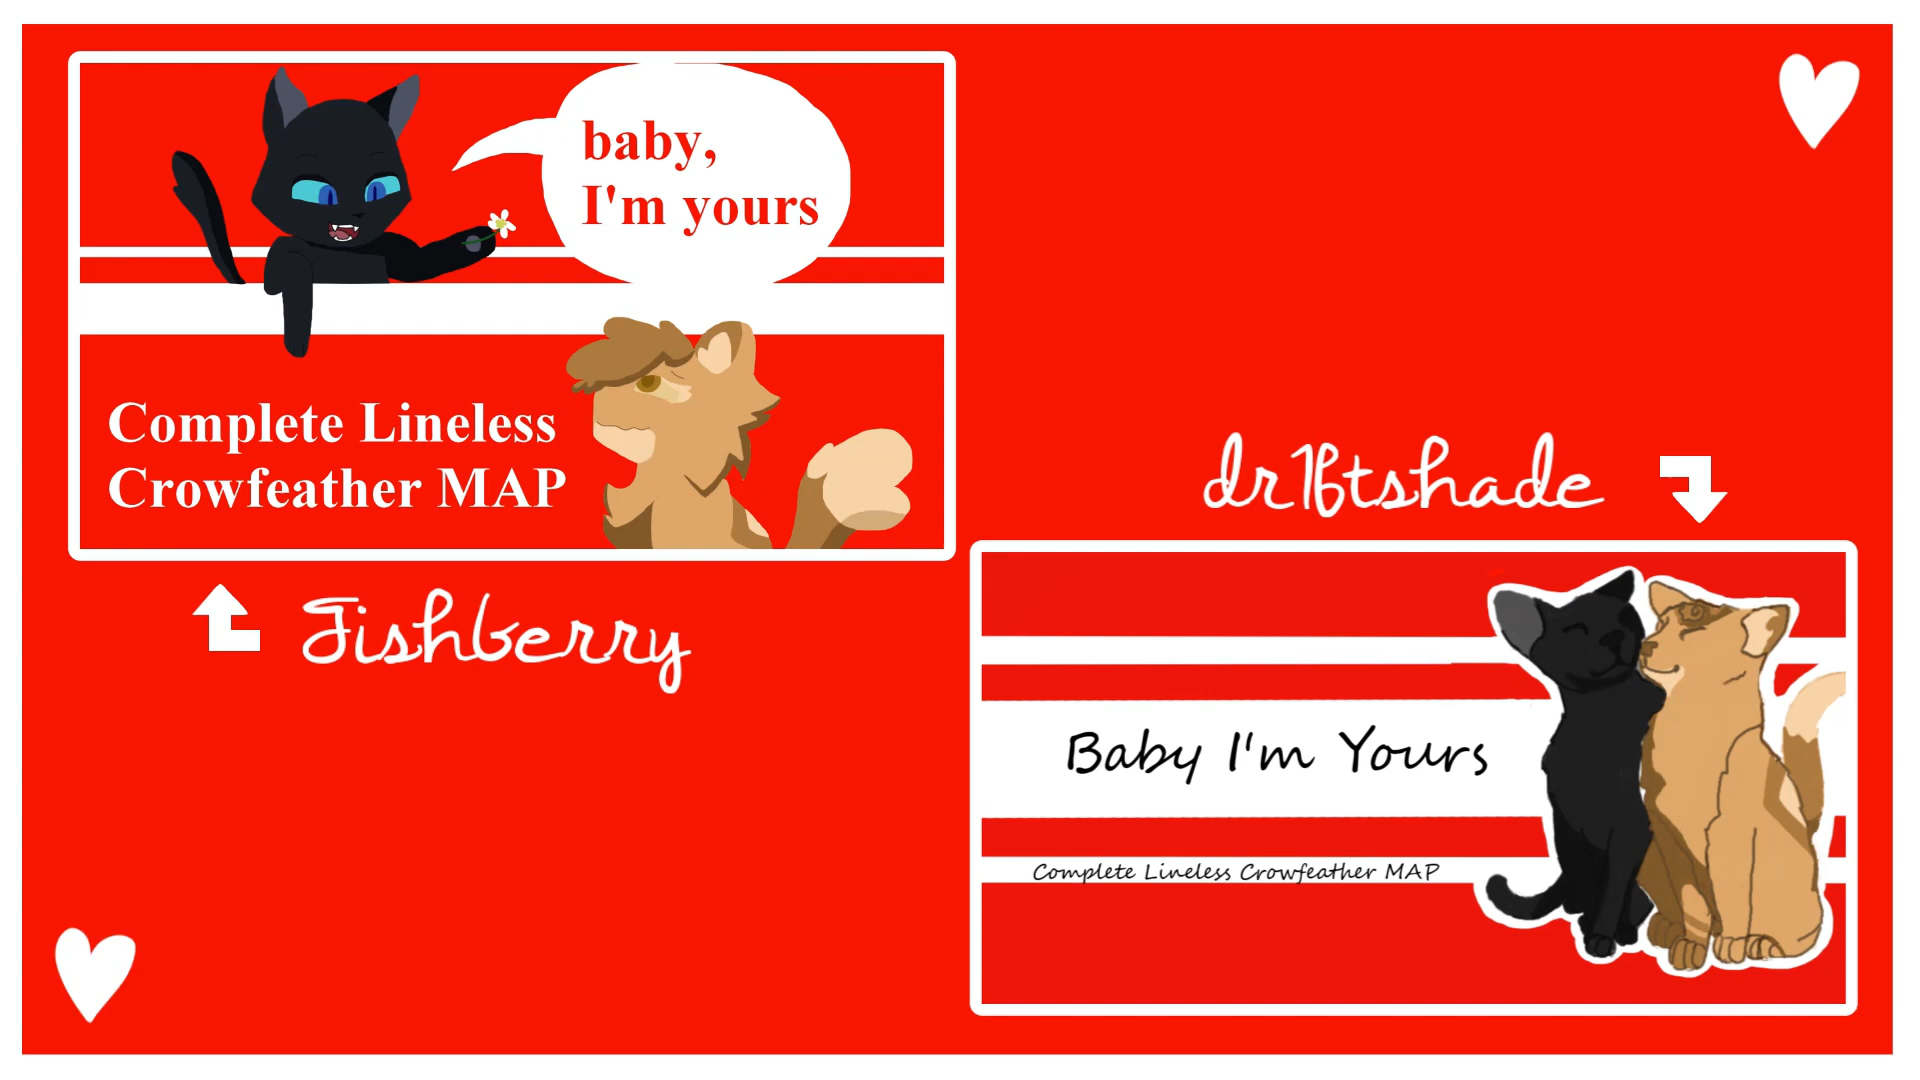 baby,
I'm yours
Complete Lineless
Crowfeather MAP
Fishberry
dr1ftshade
Baby I'm Yours
Complete Lineless Crowfeather MAP